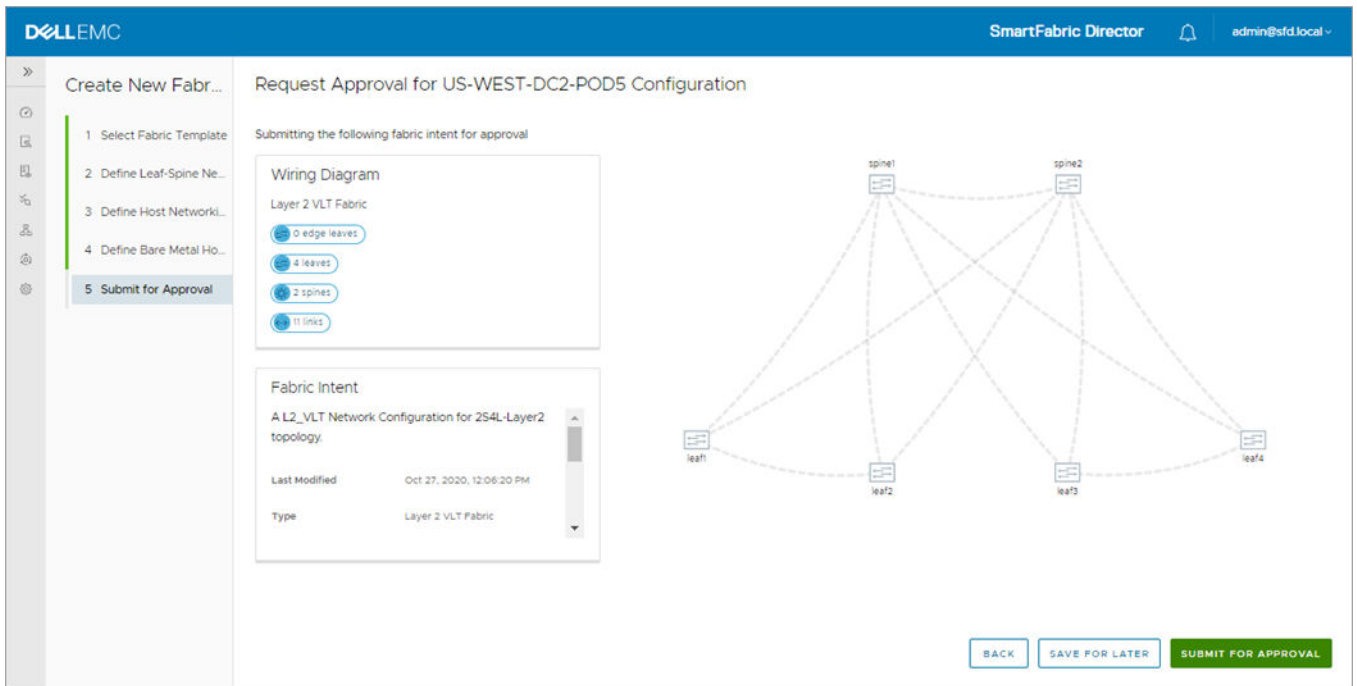 DELLEMC
SmartFabric Director
admin@sfd.local
Create New Fabr...
1 Select Fabric Template
2 Define Leaf-Spine Ne...
3 Define Host Networki...
4 Define Bare Metal Ho...
5 Submit for Approval
Request Approval for US-WEST-DC2-POD5 Configuration
Submitting the following fabric intent for approval
Wiring Diagram
Layer 2 VLT Fabric
0 edge leaves
4 leaves
2 spines
11 links
Fabric Intent
A L2_VLT Network Configuration for 2S4L-Layer2
topology.
Last Modified Oct 27, 2020, 12:06:20 PM
Type Layer 2 VLT Fabric
spine1 spine2
leaf1 leaf4
leaf2 leaf3
BACK SAVE FOR LATER SUBMIT FOR APPROVAL